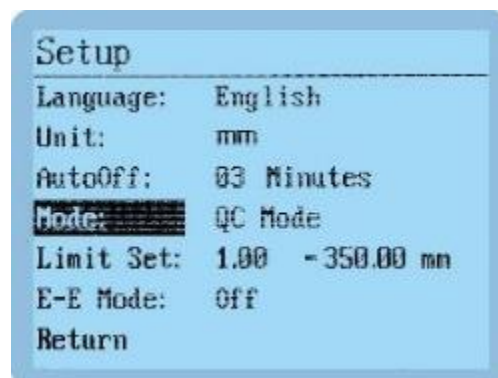 Setup
Language: English
Unit: mm
AutoOff: 03 Minutes
Mode: QC Mode
Limit Set: 1.00 -350.00 mm
E-E Mode: Off
Return